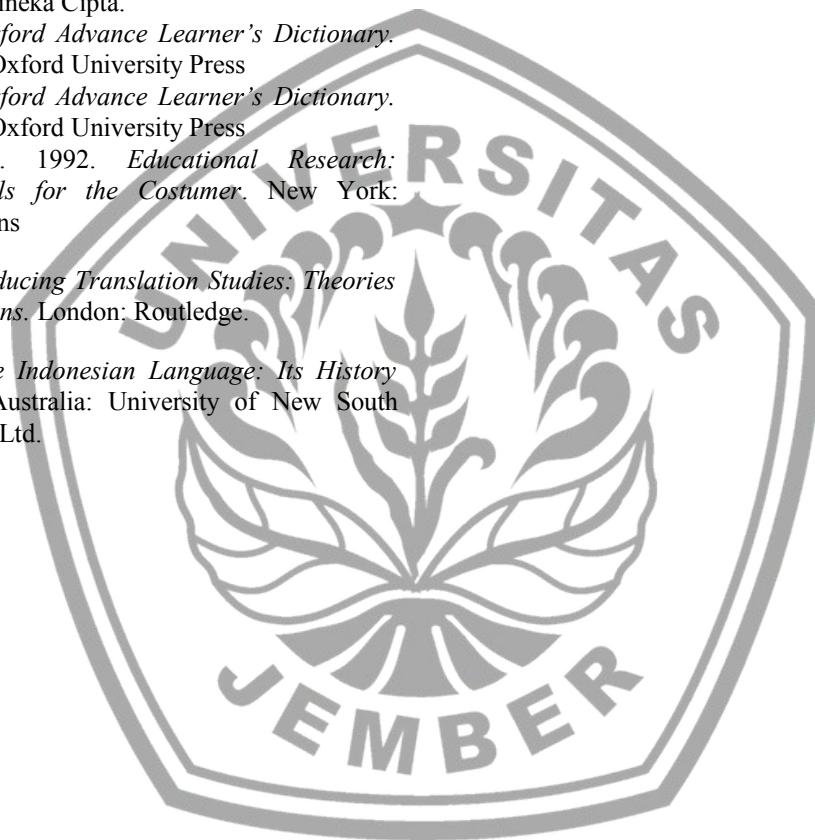 ineka Cipta.
ford Advance Learner's Dictionary.
Oxford University Press
ford Advance Learner's Dictionary.
Oxford University Press
. 1992. Educational Research:
ls for the Costumer. New York:
ns
ducing Translation Studies: Theories
ns. London: Routledge.
e Indonesian Language: Its History
Australia: University of New South
Ltd.
UNIVERSITAS
JEMBER